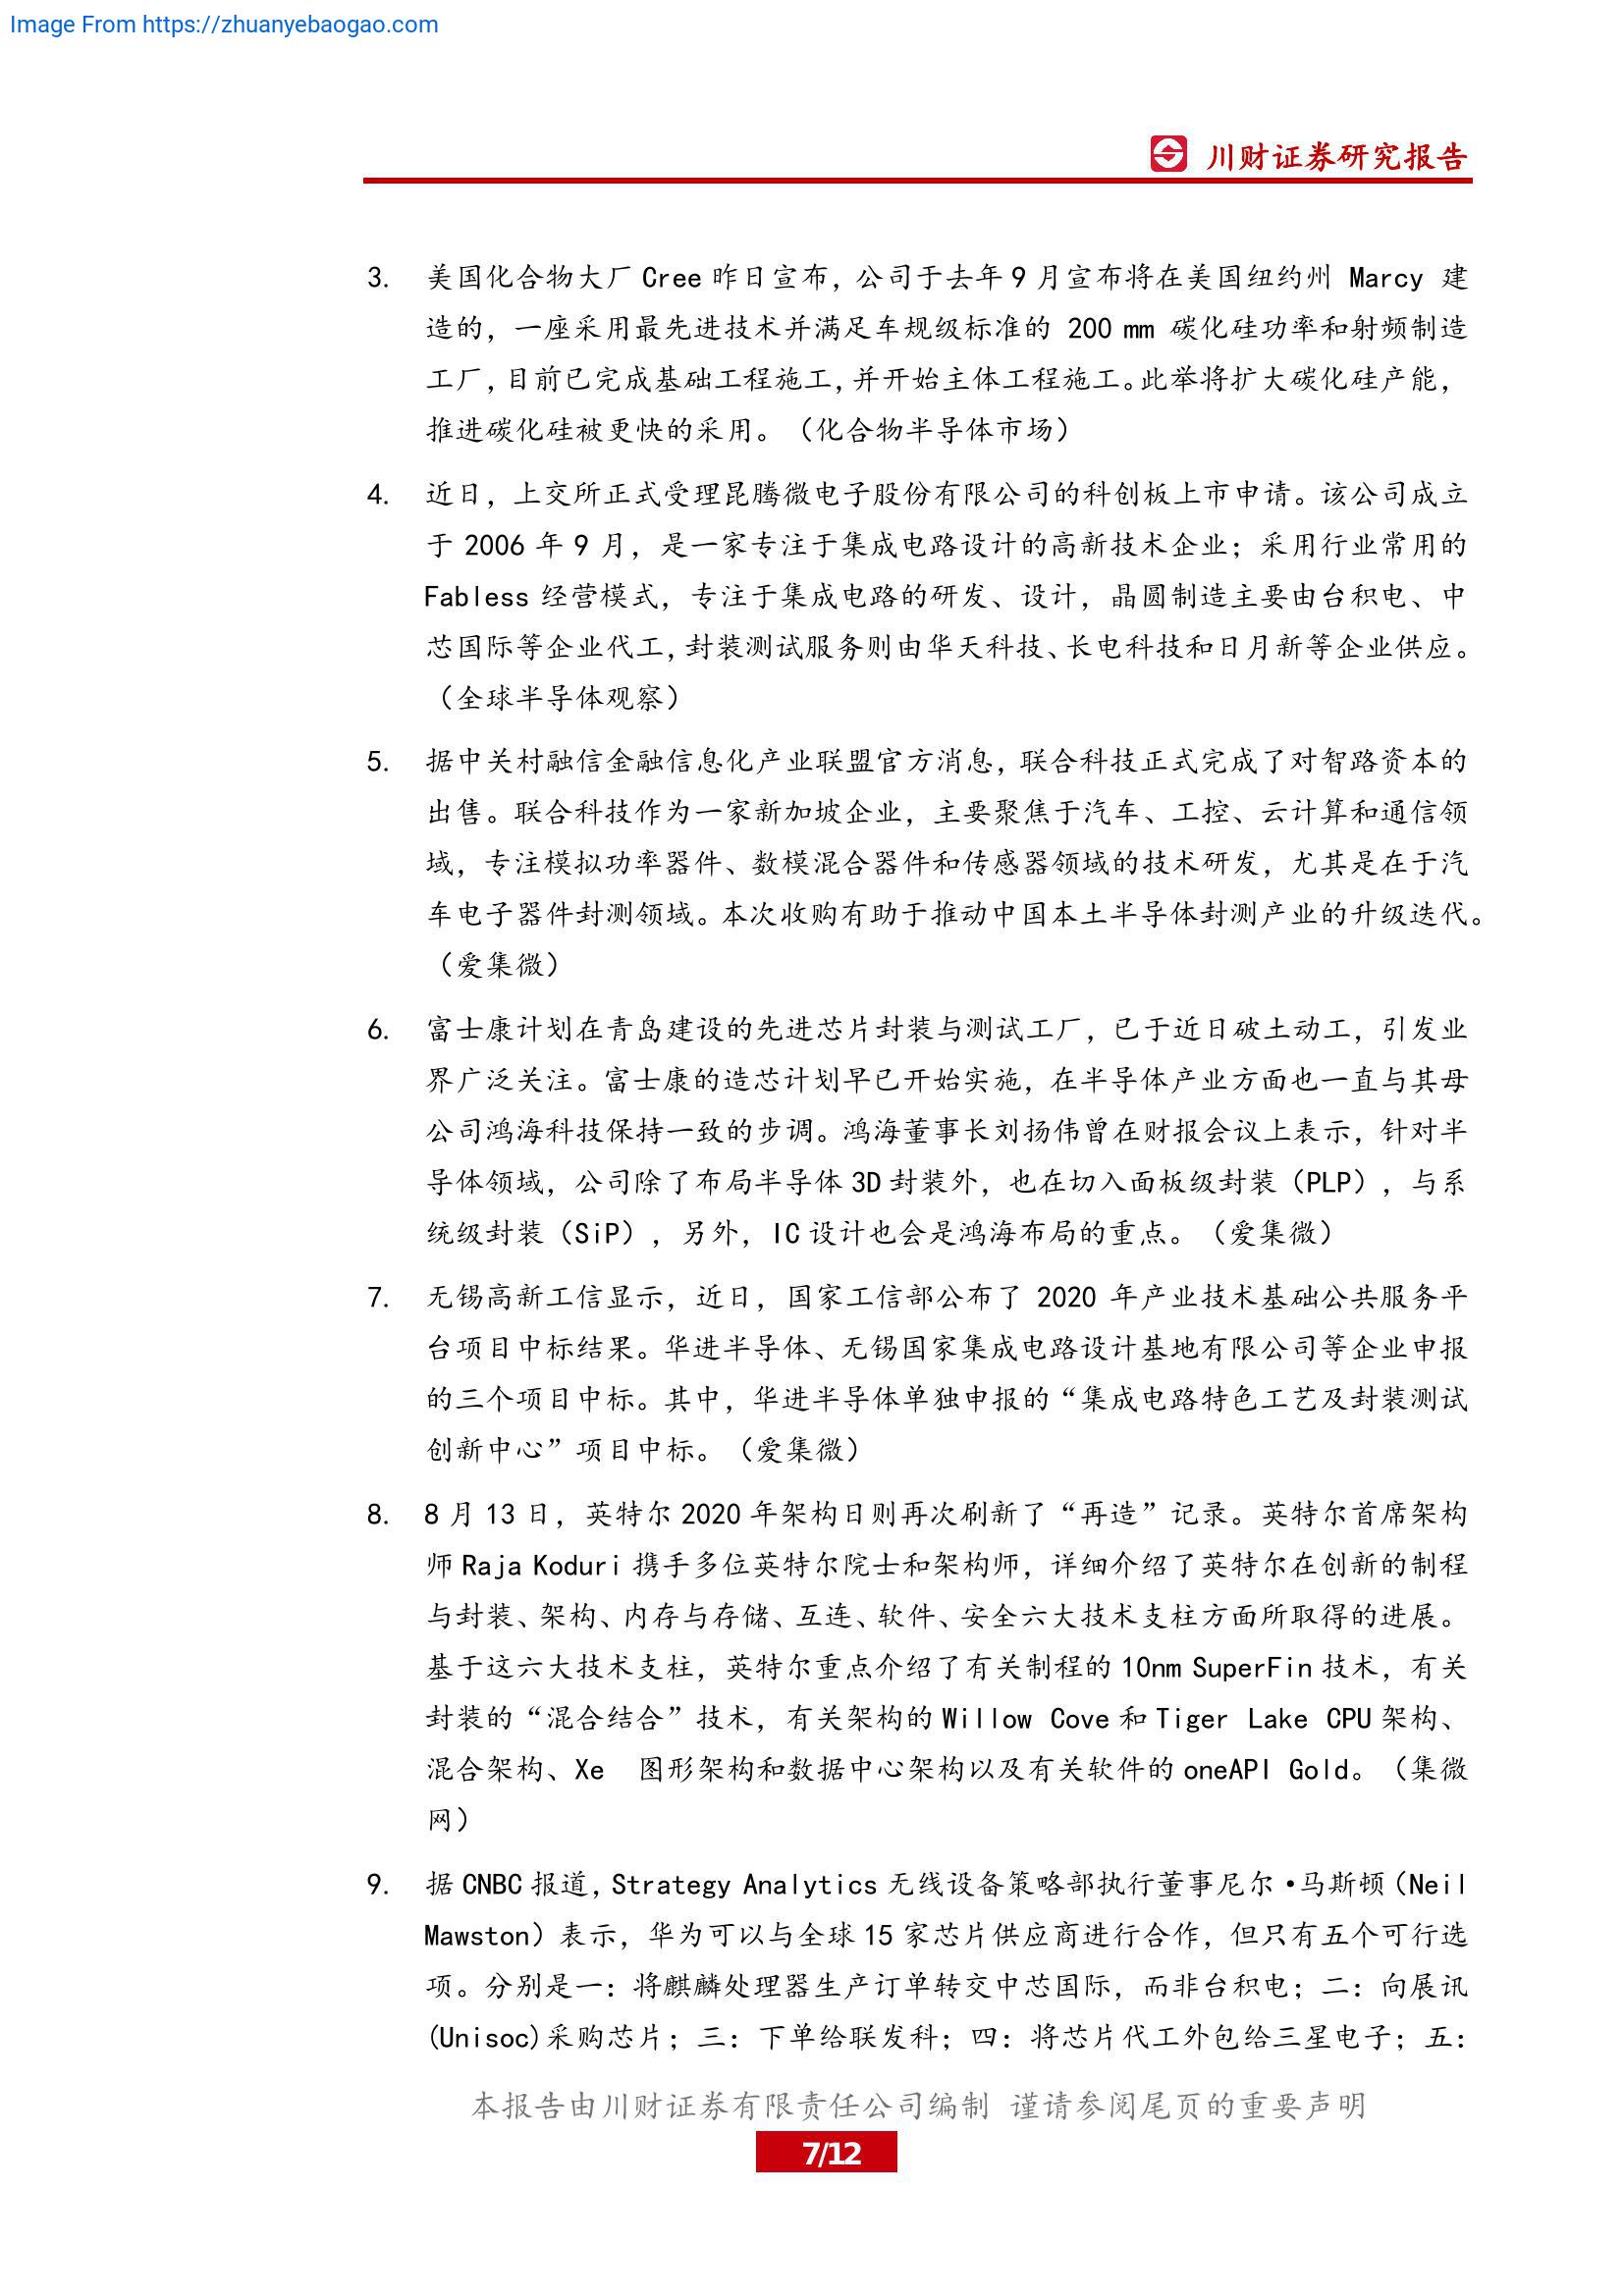 Image From https://zhuanyebaogao.com
川财证券研究报告
3. 美国化合物大厂 Cree 昨日宣布，公司于去年 9 月宣布将在美国纽约州 Marcy 建
造的，一座采用最先进技术并满足车规级标准的 200 mm 碳化硅功率和射频制造
工厂，目前已完成基础工程施工，并开始主体工程施工。此举将扩大碳化硅产能，
推进碳化硅被更快的采用。（化合物半导体市场）
4. 近日，上交所正式受理昆腾微电子股份有限公司的科创板上市申请。该公司成立
于 2006 年 9 月，是一家专注于集成电路设计的高新技术企业；采用行业常用的
Fabless 经营模式，专注于集成电路的研发、设计，晶圆制造主要由台积电、中
芯国际等企业代工，封装测试服务则由华天科技、长电科技和日月新等企业供应。
（全球半导体观察）
5. 据中关村融信金融信息化产业联盟官方消息，联合科技正式完成了对智路资本的
出售。联合科技作为一家新加坡企业，主要聚焦于汽车、工控、云计算和通信领
域，专注模拟功率器件、数模混合器件和传感器领域的技术研发，尤其是在于汽
车电子器件封测领域。本次收购有助于推动中国本土半导体封测产业的升级迭代。
（爱集微）
6. 富士康计划在青岛建设的先进芯片封装与测试工厂，已于近日破土动工，引发业
界广泛关注。富士康的造芯计划早已开始实施，在半导体产业方面也一直与其母
公司鸿海科技保持一致的步调。鸿海董事长刘扬伟曾在财报会议上表示，针对半
导体领域，公司除了布局半导体 3D 封装外，也在切入面板级封装（PLP），与系
统级封装（SiP），另外，IC 设计也会是鸿海布局的重点。（爱集微）
7. 无锡高新工信显示，近日，国家工信部公布了 2020 年产业技术基础公共服务平
台项目中标结果。华进半导体、无锡国家集成电路设计基地有限公司等企业申报
的三个项目中标。其中，华进半导体单独申报的“集成电路特色工艺及封装测试
创新中心”项目中标。（爱集微）
8. 8 月 13 日，英特尔 2020 年架构日则再次刷新了“再造”记录。英特尔首席架构
师 Raja Koduri 携手多位英特尔院士和架构师，详细介绍了英特尔在创新的制程
与封装、架构、内存与存储、互连、软件、安全六大技术支柱方面所取得的进展。
基于这六大技术支柱，英特尔重点介绍了有关制程的 10nm SuperFin 技术，有关
封装的“混合结合”技术，有关架构的 Willow Cove 和 Tiger Lake CPU 架构、
混合架构、Xe 图形架构和数据中心架构以及有关软件的 oneAPI Gold。（集微
网）
9. 据 CNBC 报道，Strategy Analytics 无线设备策略部执行董事尼尔·马斯顿（Neil
Mawston）表示，华为可以与全球 15 家芯片供应商进行合作，但只有五个可行选
项。分别是一：将麒麟处理器生产订单转交中芯国际，而非台积电；二：向展讯
(Unisoc)采购芯片；三：下单给联发科；四：将芯片代工外包给三星电子；五：
本报告由川财证券有限责任公司编制 谨请参阅尾页的重要声明
7/12